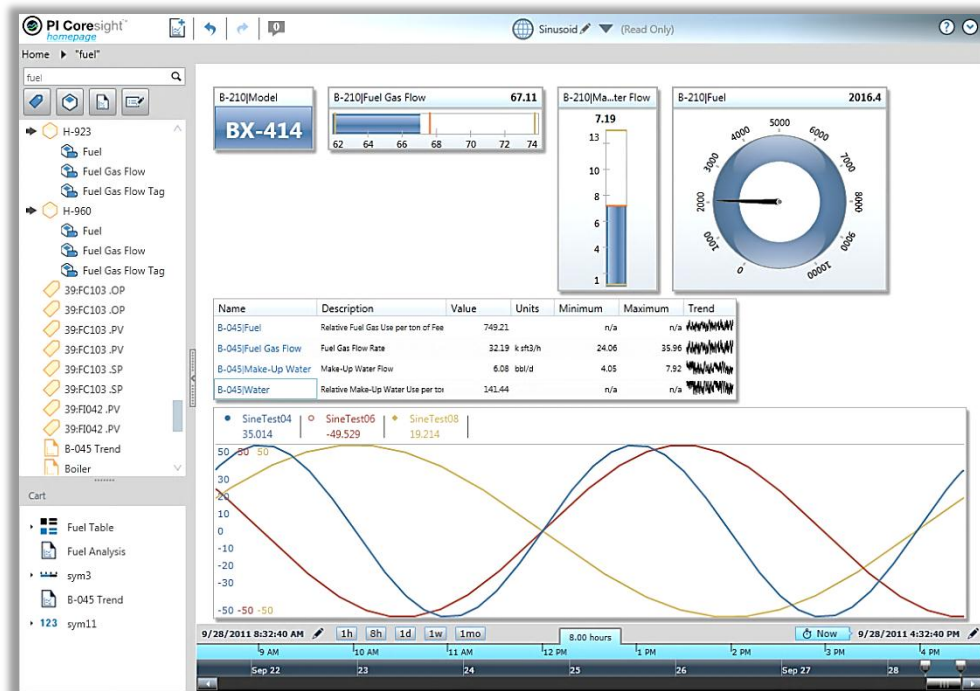 PI Coresight™
homepage
0
Sinusoid
(Read Only)
?
Home "fuel"
fuel
H-923
Fuel
Fuel Gas Flow
Fuel Gas Flow Tag
H-960
Fuel
Fuel Gas Flow
Fuel Gas Flow Tag
39:FC103 .OP
39:FC103 .OP
39:FC103 .PV
39:FC103 .PV
39:FC103 .SP
39:FC103 .SP
39:FI042 .PV
39:FI042 .PV
B-045 Trend
Boiler
Cart
Fuel Table
Fuel Analysis
sym3
B-045 Trend
123 sym11
B-210|Model
BX-414
B-210|Fuel Gas Flow 67.11
62 64 66 68 70 72 74
B-210|Ma...ter Flow
7.19
13
10
8
6
4
1
B-210|Fuel 2016.4
0 1000 2000 3000 4000 5000 6000 7000 8000 9000 10000
Name Description Value Units Minimum Maximum Trend
B-045|Fuel Relative Fuel Gas Use per ton of Fee 749.21 n/a n/a
B-045|Fuel Gas Flow Fuel Gas Flow Rate 32.19 k sft3/h 24.06 35.96
B-045|Make-Up Water Make-Up Water Flow 6.08 bbl/d 4.05 7.92
B-045|Water Relative Make-Up Water Use per to 141.44 n/a n/a
SineTest04 SineTest06 SineTest08
35.014 -49.529 19.214
50 50 50
30
20
10
0
-10
-20
-30
-50 -50 -50
9/28/2011 8:32:40 AM 1h 8h 1d 1w 1mo 8.00 hours Now 9/28/2011 4:32:40 PM
9 AM 10 AM 11 AM 12 PM 1 PM 2 PM 3 PM 4 PM
Sep 22 23 24 25 26 Sep 27 28